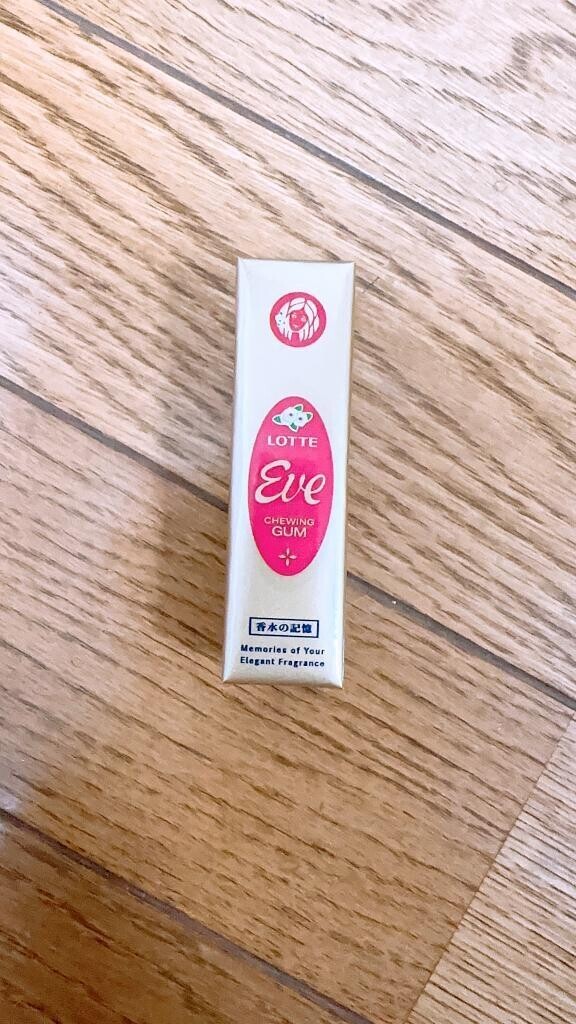 LOTTE
Eve
CHEWING
GUM
香水の記憶
Memories of Your
Elegant Fragrance